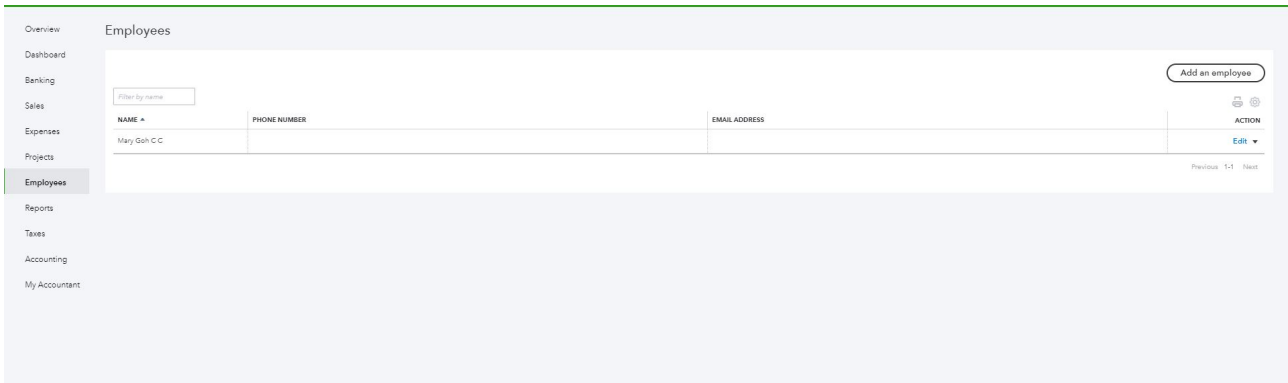 Overview
Dashboard
Banking
Sales
Expenses
Projects
Employees
Reports
Taxes
Accounting
My Accountant
Employees
Add an employee
Filter by name
NAME PHONE NUMBER EMAIL ADDRESS ACTION
Mary Goh C C Edit
Previous 1-1 Next